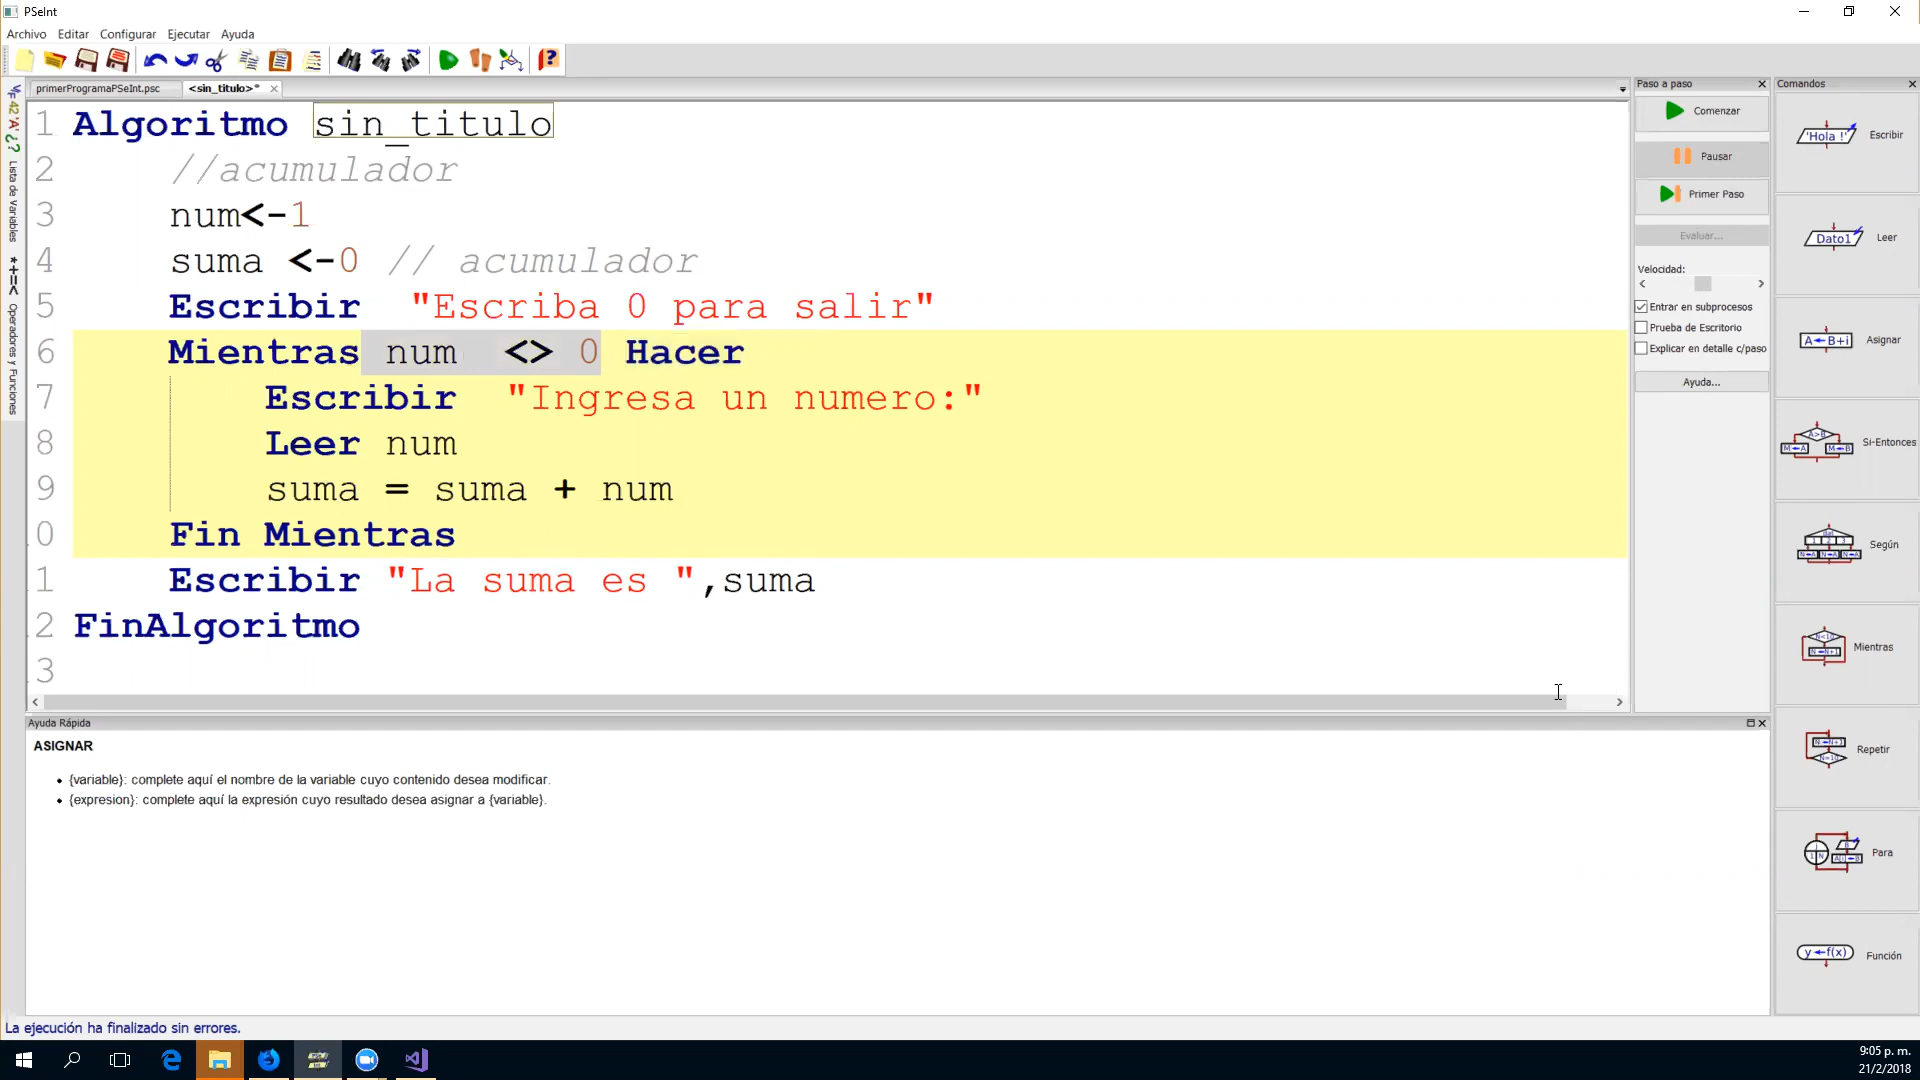 PSeInt
Archivo Editar Configurar Ejecutar Ayuda
primerProgramaPSeInt.psc <sin_titulo>*
Paso a paso
Comandos
1 Algoritmo sin_titulo
2 //acumulador
3 num<-1
4 suma <-0 // acumulador
5 Escribir "Escriba 0 para salir"
6 Mientras num <> 0 Hacer
7 Escribir "Ingresa un numero:"
8 Leer num
9 suma = suma + num
0 Fin Mientras
1 Escribir "La suma es ",suma
2 FinAlgoritmo
3
Lista de Variables
Operadores y Funciones
Comenzar
Pausar
Primer Paso
Evaluar...
Velocidad:
Entrar en subprocesos
Prueba de Escritorio
Explicar en detalle c/paso
Ayuda...
'Hola !' Escribir
Dato1 Leer
A←B+i Asignar
A>B M←A M←B Si-Entonces
Según
Mientras
Repetir
Para
y←f(x) Función
Ayuda Rápida
ASIGNAR
• {variable}: complete aquí el nombre de la variable cuyo contenido desea modificar.
• {expresion}: complete aquí la expresión cuyo resultado desea asignar a {variable}.
La ejecución ha finalizado sin errores.
9:05 p. m.
21/2/2018